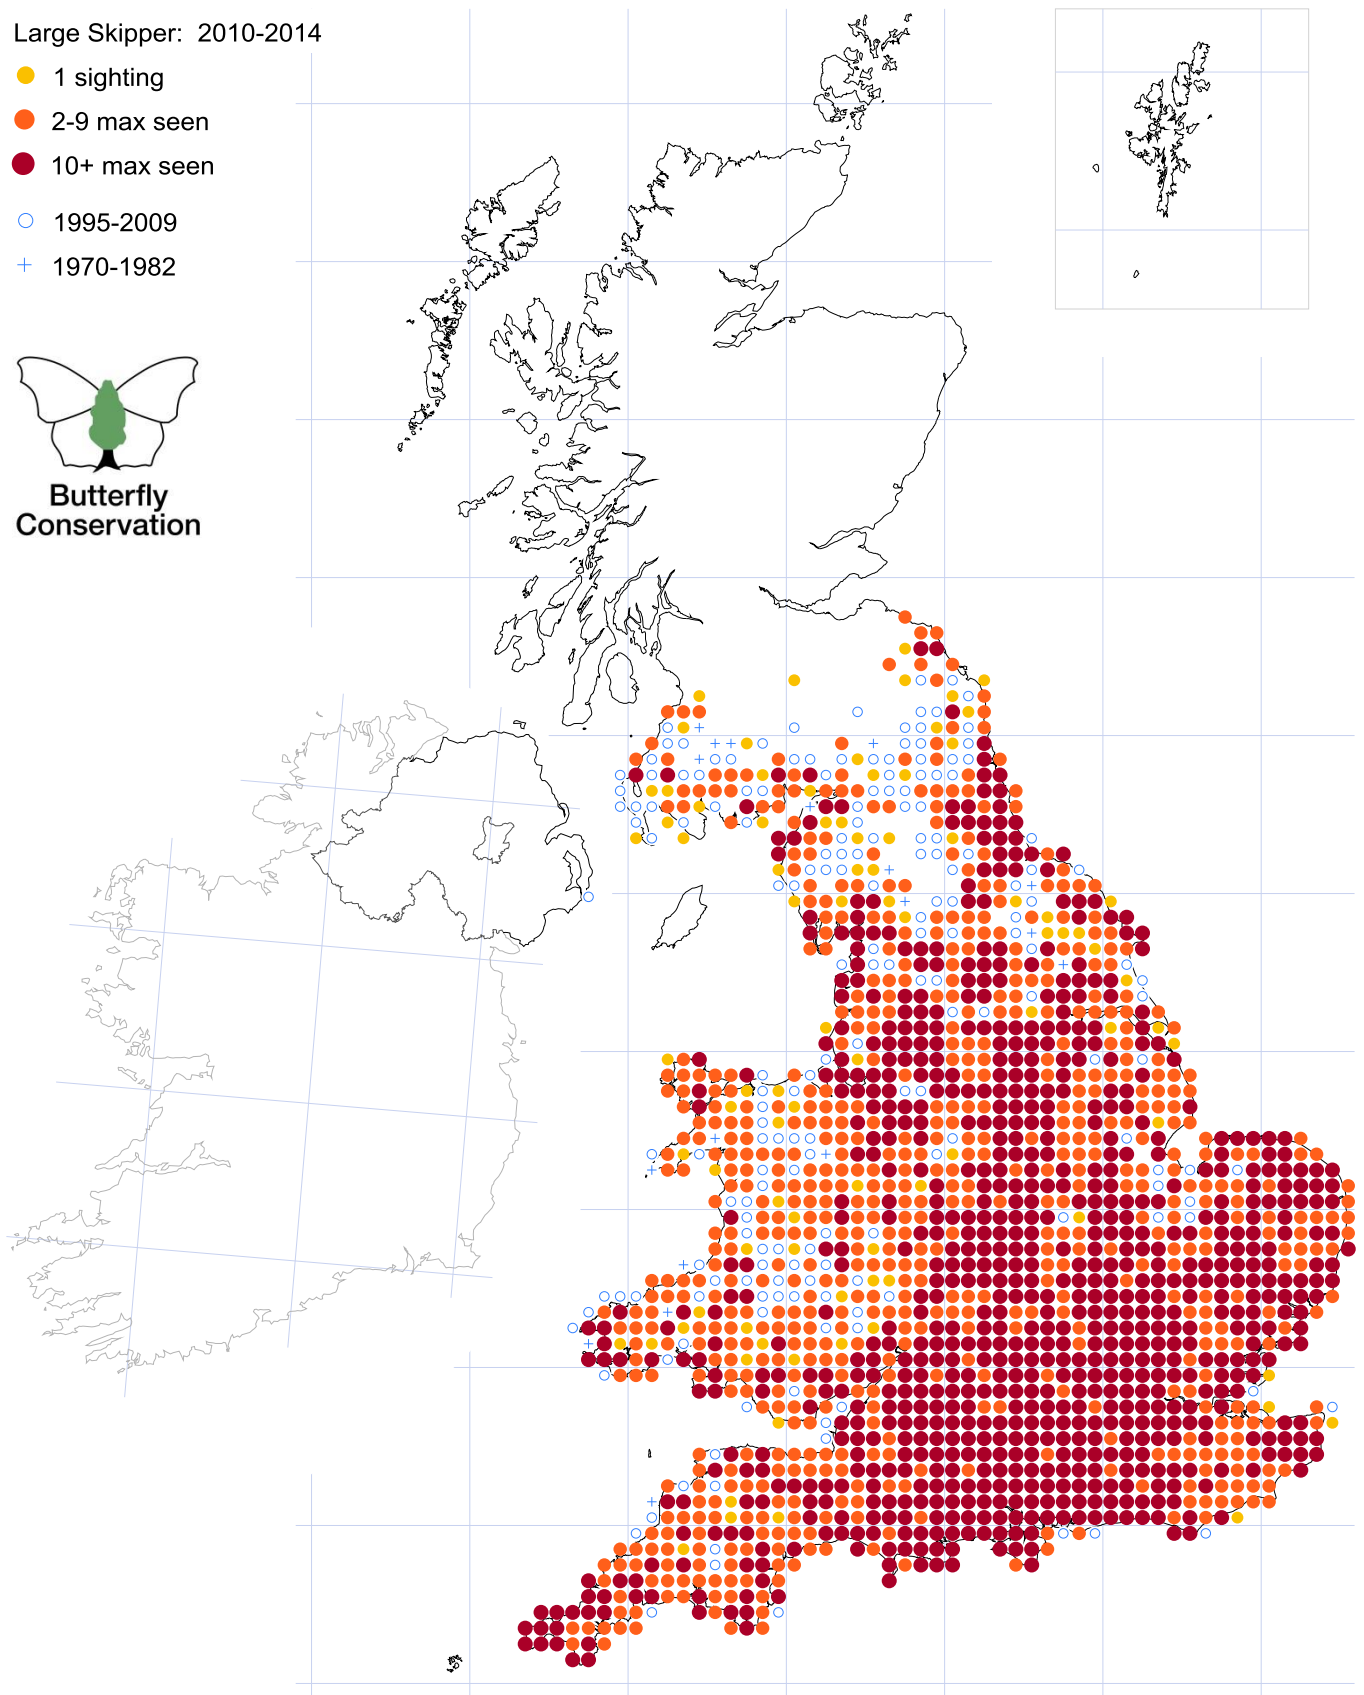 Large Skipper: 2010-2014
1 sighting
2-9 max seen
10+ max seen
1995-2009
1970-1982
Butterfly
Conservation